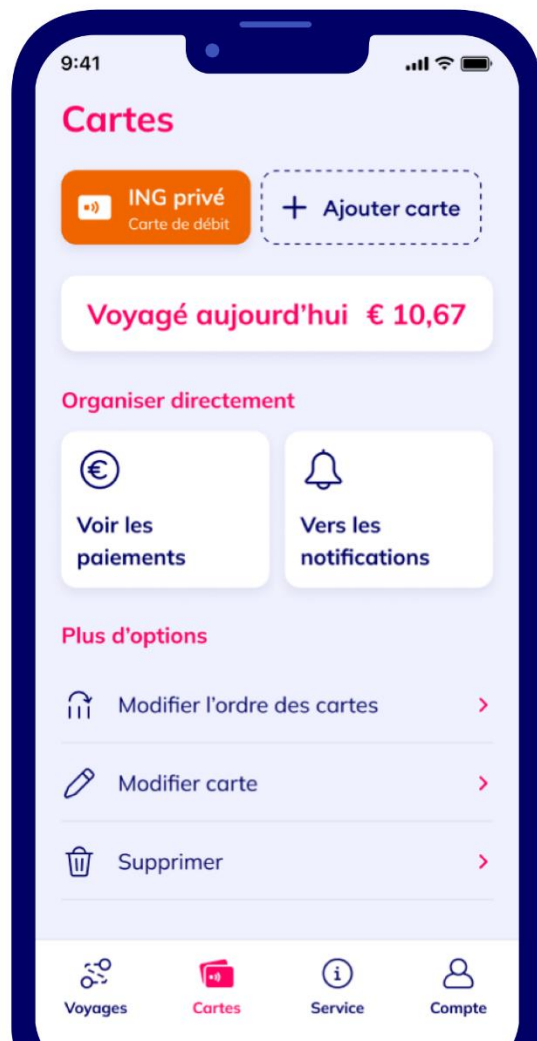 9:41
Cartes
ING privé
Carte de débit
+ Ajouter carte
Voyagé aujourd’hui € 10,67
Organiser directement
Voir les
paiements
Vers les
notifications
Plus d’options
Modifier l’ordre des cartes
Modifier carte
Supprimer
Voyages Cartes Service Compte